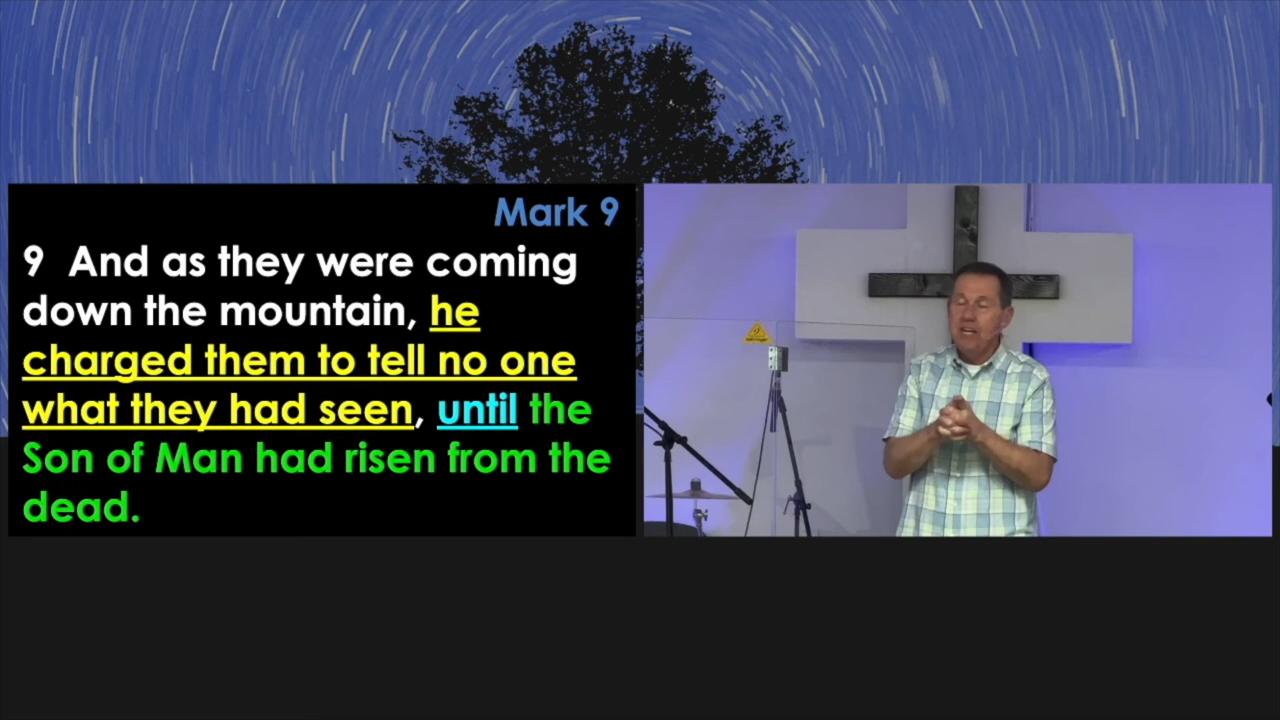 Mark 9
9 And as they were coming
down the mountain, he
charged them to tell no one
what they had seen, until the
Son of Man had risen from the
dead.